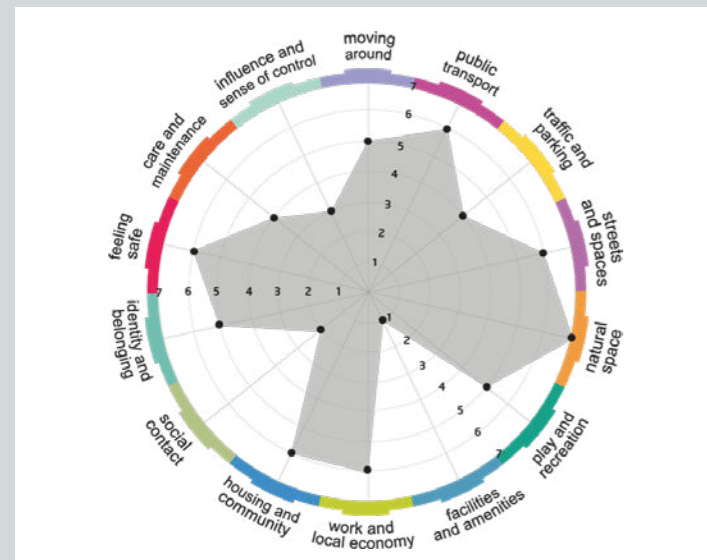 moving
around
public
transport
traffic and
parking
streets
and spaces
natural
space
play and
recreation
facilities
and amenities
work and
local economy
housing and
community
social
contact
identity and
belonging
feeling
safe
care and
maintenance
influence and
sense of control
7
6
5
4
3
2
1
7 6 5 4 3 2 1
1
2
3
4
5
6
7